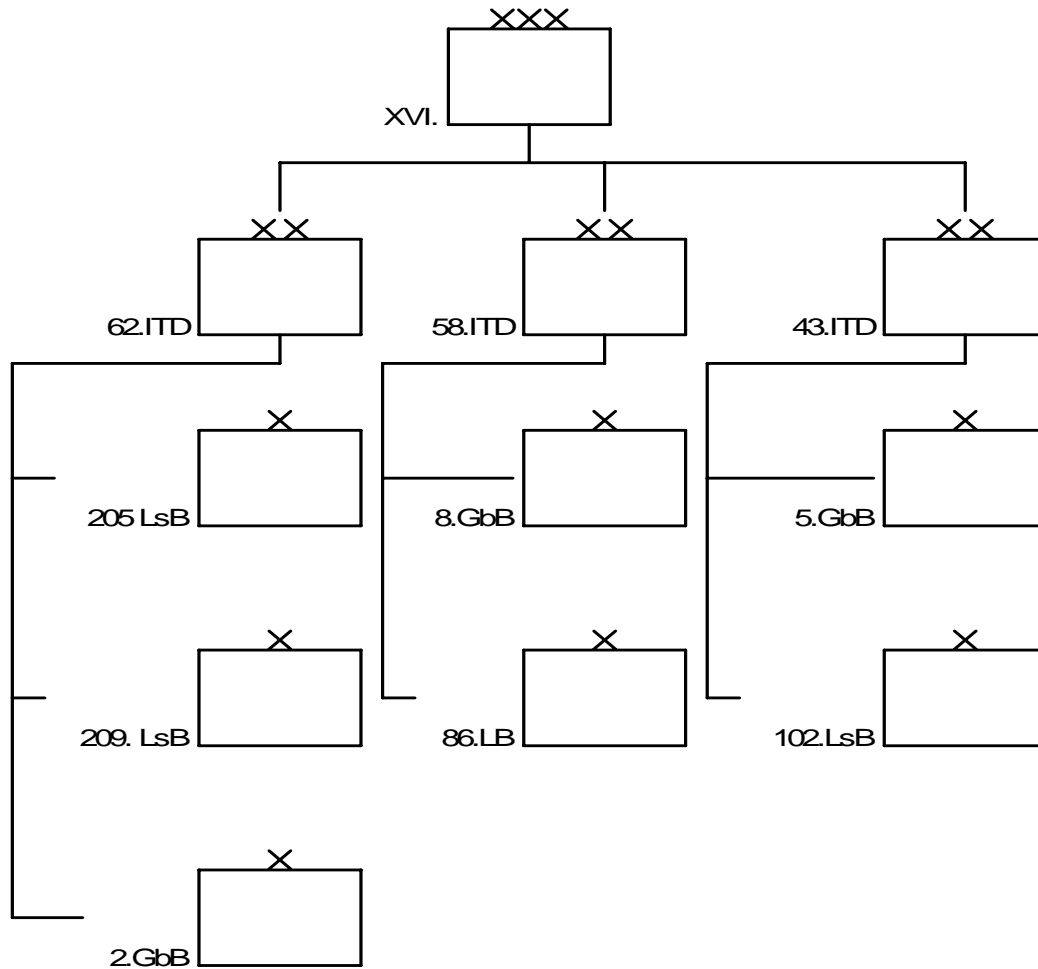 XXX
XVI.
XX XX XX
62.ITD 58.ITD 43.ITD
X X X
205 LsB 8.GbB 5.GbB
X X X
209. LsB 86.LB 102.LsB
X
2.GbB